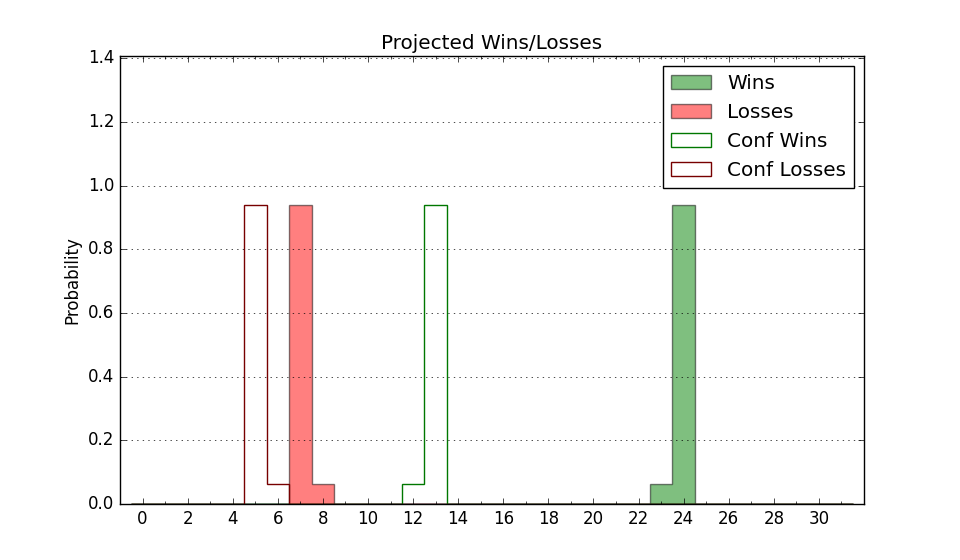 Projected Wins/Losses
1.4
1.2
1.0
0.8
0.6
0.4
0.2
0.0
Probability
Wins
Losses
Conf Wins
Conf Losses
0 2 4 6 8 10 12 14 16 18 20 22 24 26 28 30